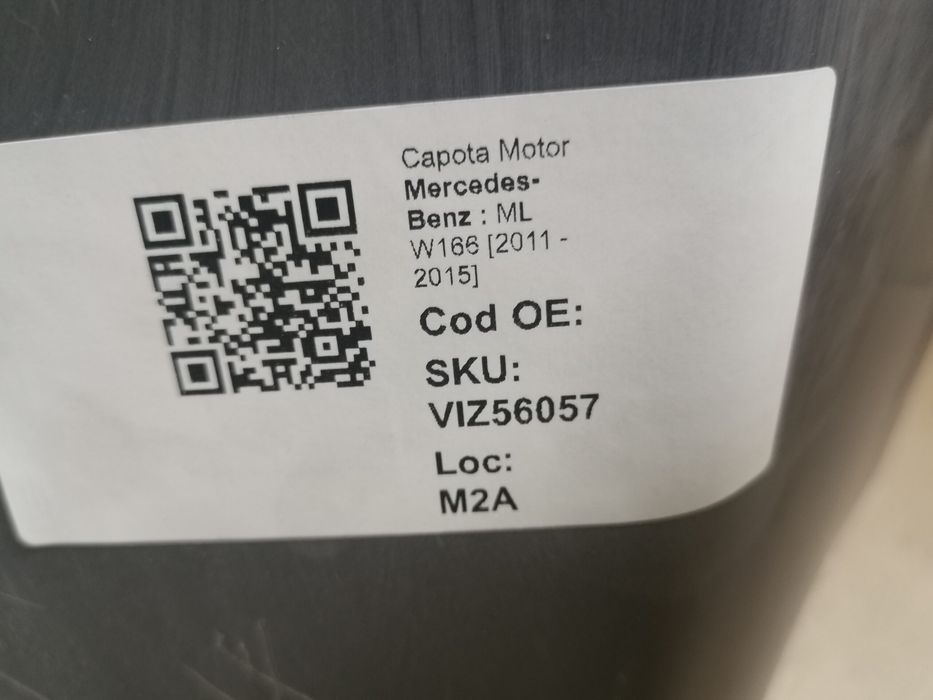 Capota Motor
Mercedes-
Benz : ML
W166 [2011 -
2015]
Cod OE:
SKU:
VIZ56057
Loc:
M2A